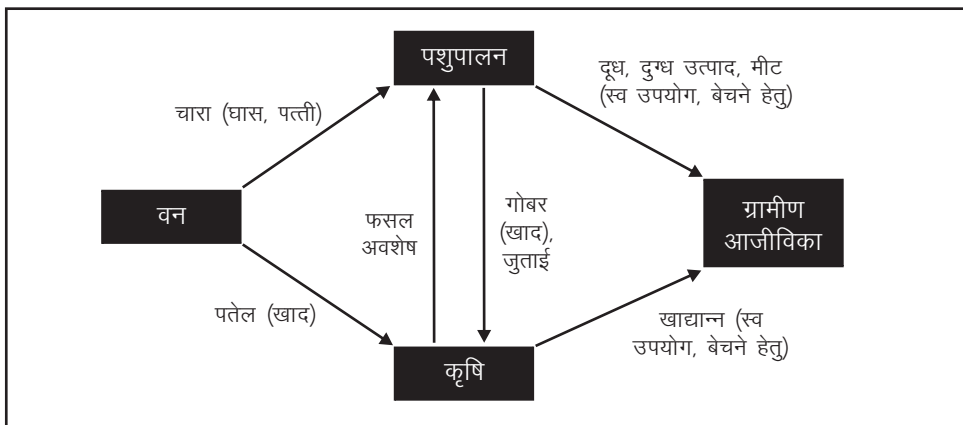 पशुपालन
दूध, दुग्ध उत्पाद, मीट
(स्व उपयोग, बेचने हेतु)
चारा (घास, पत्ती)
वन
फसल
अवशेष
गोबर
(खाद),
जुताई
ग्रामीण
आजीविका
पतेल (खाद)
खाद्यान्न (स्व
उपयोग, बेचने हेतु)
कृषि